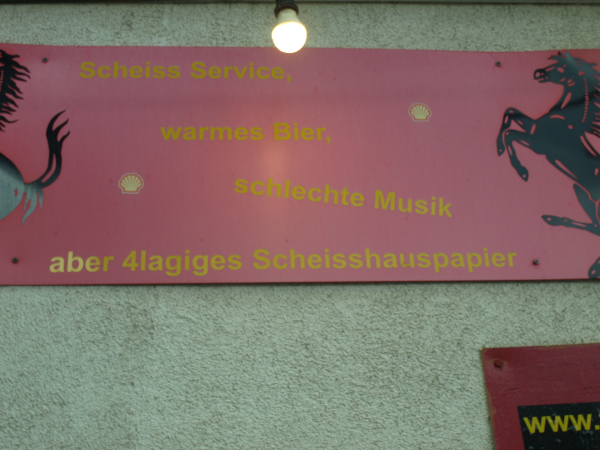 Scheiss Service,
warmes Bier,
schlechte Musik
aber 4lagiges Scheisshauspapier
www.